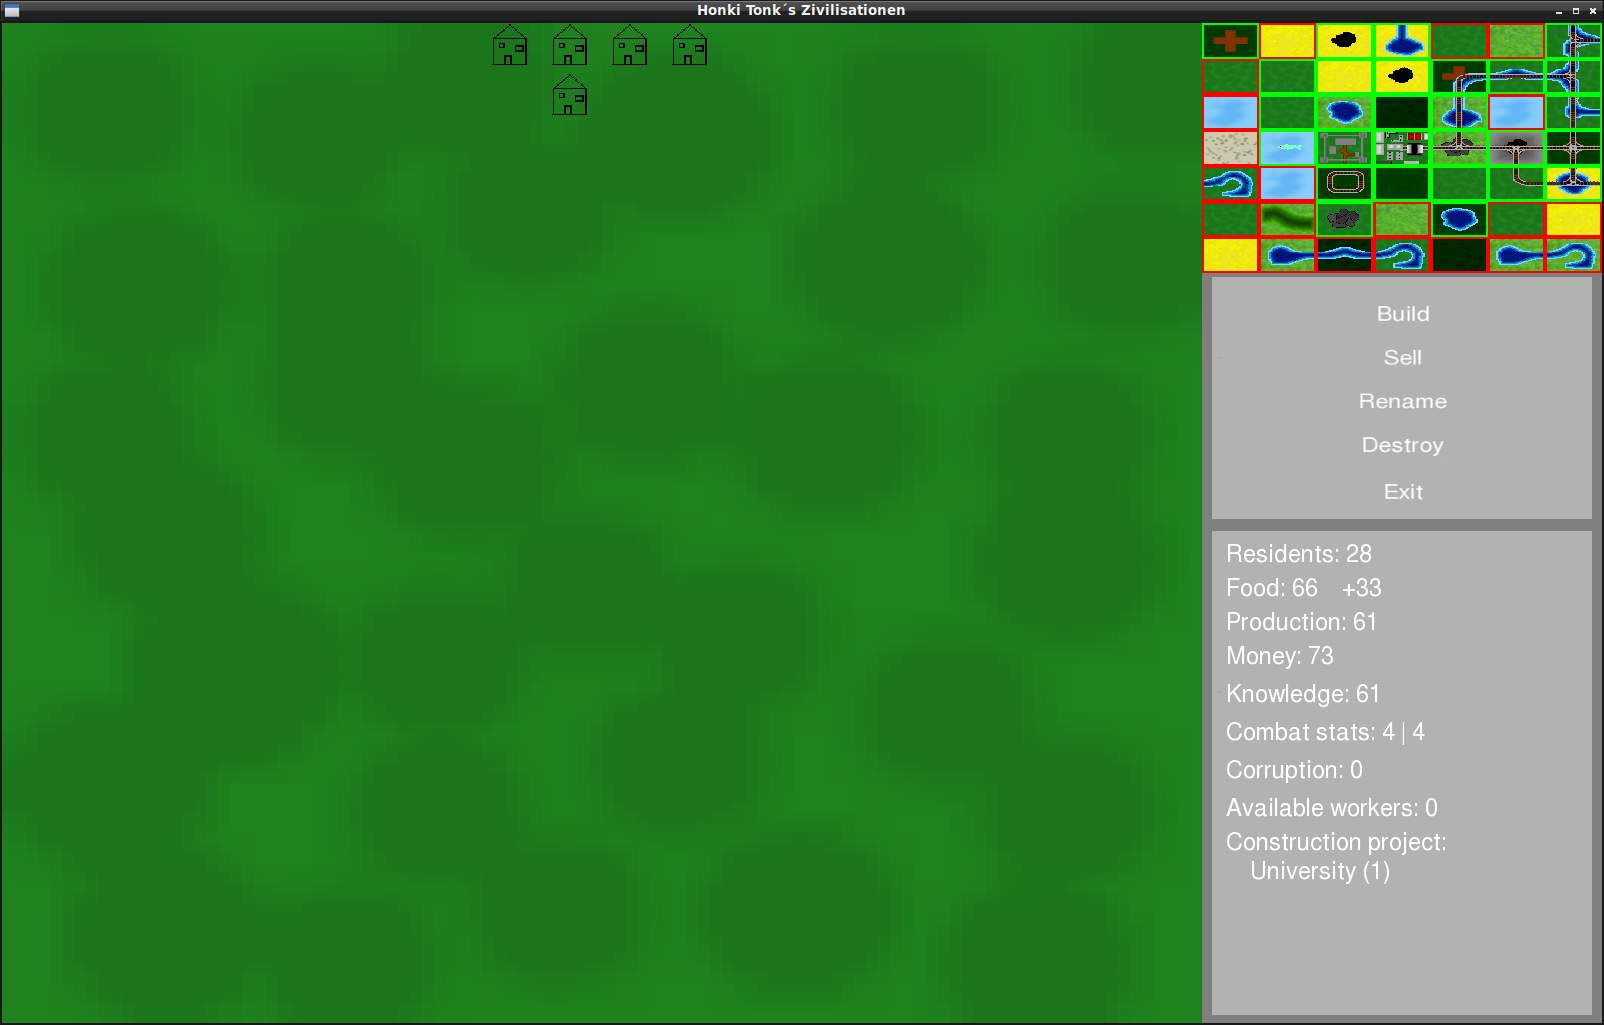 Honki Tonk´s Zivilisationen
Build
Sell
Rename
Destroy
Exit
Residents: 28
Food: 66 +33
Production: 61
Money: 73
Knowledge: 61
Combat stats: 4 | 4
Corruption: 0
Available workers: 0
Construction project:
University (1)